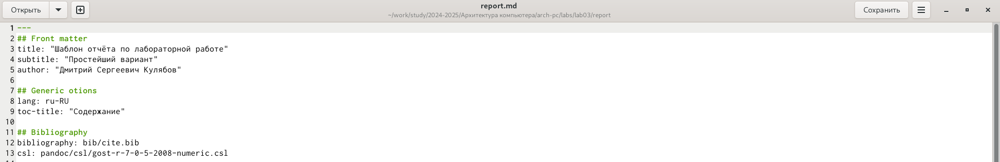 Открыть
report.md
~/work/study/2024-2025/Архитектура компьютера/arch-pc/labs/lab03/report
Сохранить
1 ---
2 ## Front matter
3 title: "Шаблон отчёта по лабораторной работе"
4 subtitle: "Простейший вариант"
5 author: "Дмитрий Сергеевич Кулябов"
6
7 ## Generic otions
8 lang: ru-RU
9 toc-title: "Содержание"
10
11 ## Bibliography
12 bibliography: bib/cite.bib
13 csl: pandoc/csl/gost-r-7-0-5-2008-numeric.csl